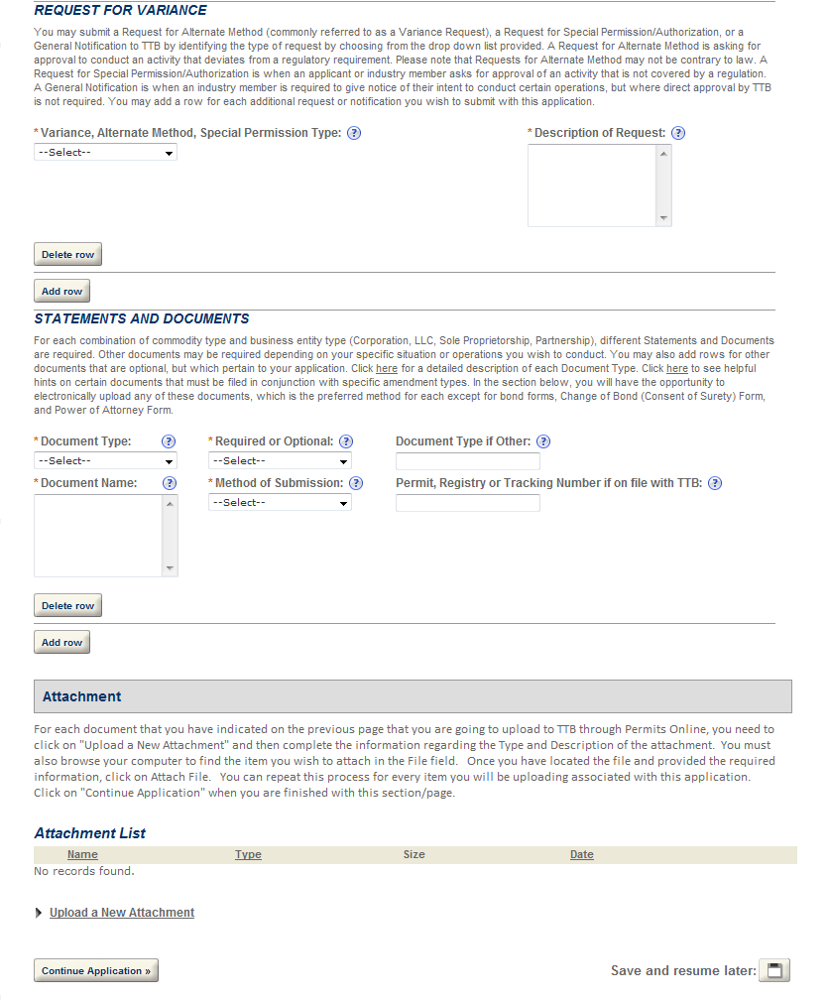 REQUEST FOR VARIANCE
You may submit a Request for Alternate Method (commonly referred to as a Variance Request), a Request for Special Permission/Authorization, or a
General Notification to TTB by identifying the type of request by choosing from the drop down list provided. A Request for Alternate Method is asking for
approval to conduct an activity that deviates from a regulatory requirement. Please note that Requests for Alternate Method may not be contrary to law. A
Request for Special Permission/Authorization is when an applicant or industry member asks for approval of an activity that is not covered by a regulation.
A General Notification is when an industry member is required to give notice of their intent to conduct certain operations, but where direct approval by TTB
is not required. You may add a row for each additional request or notification you wish to submit with this application.
* Variance, Alternate Method, Special Permission Type: ? * Description of Request: ?
--Select--
Delete row
Add row
STATEMENTS AND DOCUMENTS
For each combination of commodity type and business entity type (Corporation, LLC, Sole Proprietorship, Partnership), different Statements and Documents
are required. Other documents may be required depending on your specific situation or operations you wish to conduct. You may also add rows for other
documents that are optional, but which pertain to your application. Click here for a detailed description of each Document Type. Click here to see helpful
hints on certain documents that must be filed in conjunction with specific amendment types. In the section below, you will have the opportunity to
electronically upload any of these documents, which is the preferred method for each except for bond forms, Change of Bond (Consent of Surety) Form,
and Power of Attorney Form.
* Document Type: ? * Required or Optional: ? Document Type if Other: ?
--Select-- --Select--
* Document Name: ? * Method of Submission: ? Permit, Registry or Tracking Number if on file with TTB: ?
--Select--
Delete row
Add row
Attachment
For each document that you have indicated on the previous page that you are going to upload to TTB through Permits Online, you need to
click on "Upload a New Attachment" and then complete the information regarding the Type and Description of the attachment. You must
also browse your computer to find the item you wish to attach in the File field. Once you have located the file and provided the required
information, click on Attach File. You can repeat this process for every item you will be uploading associated with this application.
Click on "Continue Application" when you are finished with this section/page.
Attachment List
Name Type Size Date
No records found.
Upload a New Attachment
Continue Application » Save and resume later: